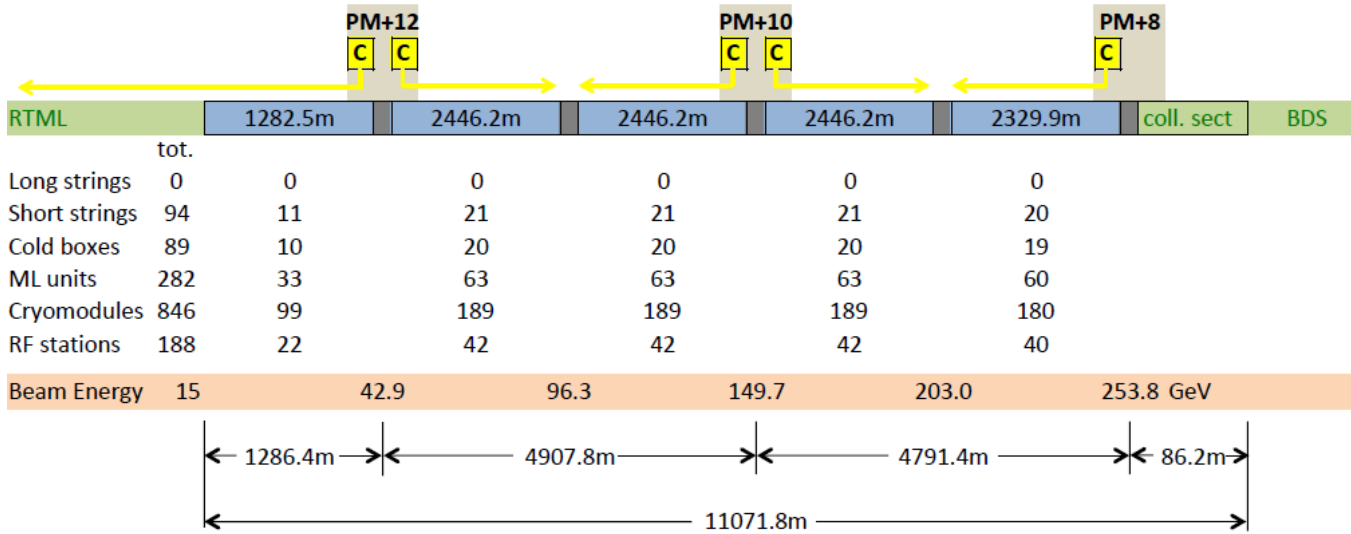 PM+12 PM+10 PM+8
C C C C C
RTML 1282.5m 2446.2m 2446.2m 2446.2m 2329.9m coll. sect BDS
tot.
Long strings 0 0 0 0 0 0
Short strings 94 11 21 21 21 20
Cold boxes 89 10 20 20 20 19
ML units 282 33 63 63 63 60
Cryomodules 846 99 189 189 189 180
RF stations 188 22 42 42 42 40
Beam Energy 15 42.9 96.3 149.7 203.0 253.8 GeV
1286.4m 4907.8m 4791.4m 86.2m
11071.8m